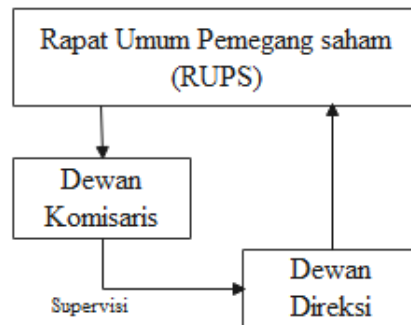 Rapat Umum Pemegang saham
(RUPS)
Dewan
Komisaris
Dewan
Direksi
Supervisi